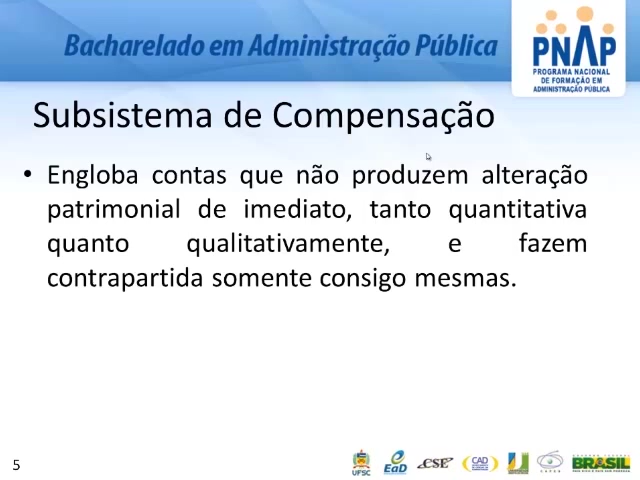 Bacharelado em Administração Pública
PNAP
PROGRAMA NACIONAL
DE FORMAÇÃO EM
ADMINISTRAÇÃO PÚBLICA
Subsistema de Compensação
• Engloba contas que não produzem alteração
patrimonial de imediato, tanto quantitativa
quanto qualitativamente, e fazem
contrapartida somente consigo mesmas.
5
UFSC
EaD
CSE
CAD
CAPES
BRASIL